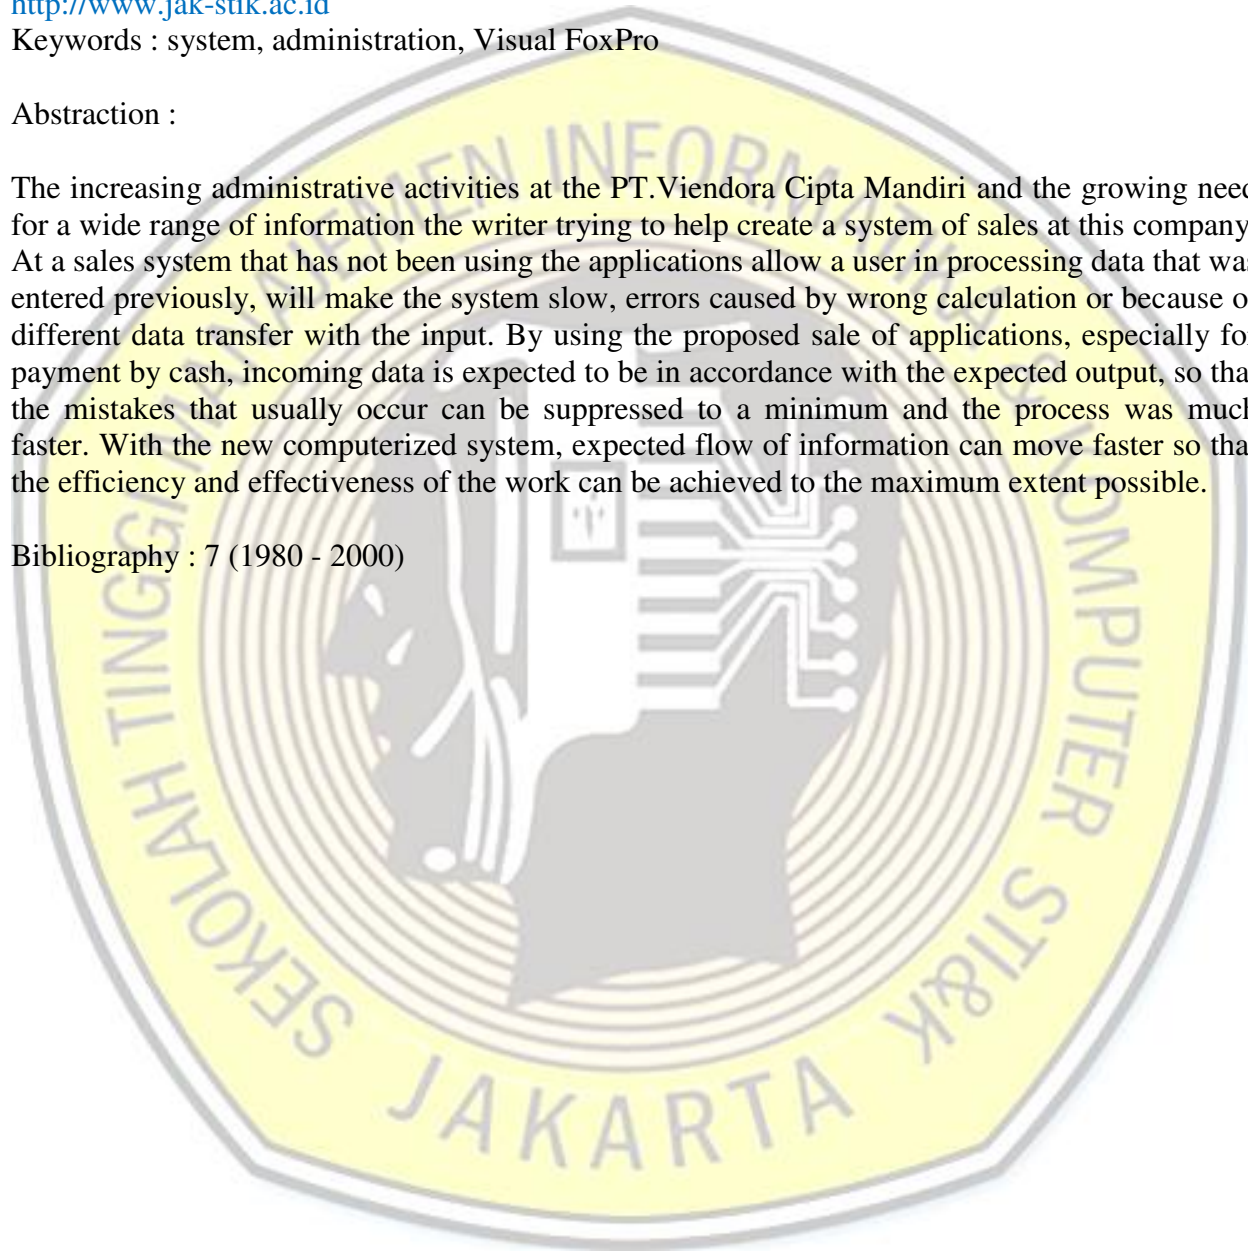 http://www.jak-stik.ac.id
Keywords : system, administration, Visual FoxPro
Abstraction :
The increasing administrative activities at the PT.Viendora Cipta Mandiri and the growing need
for a wide range of information the writer trying to help create a system of sales at this company
At a sales system that has not been using the applications allow a user in processing data that was
entered previously, will make the system slow, errors caused by wrong calculation or because of
different data transfer with the input. By using the proposed sale of applications, especially for
payment by cash, incoming data is expected to be in accordance with the expected output, so that
the mistakes that usually occur can be suppressed to a minimum and the process was much
faster. With the new computerized system, expected flow of information can move faster so that
the efficiency and effectiveness of the work can be achieved to the maximum extent possible.
Bibliography : 7 (1980 - 2000)
SEKOLAH TINGGI MANAJEMEN INFORMATIKA & KOMPUTER STI&K
JAKARTA